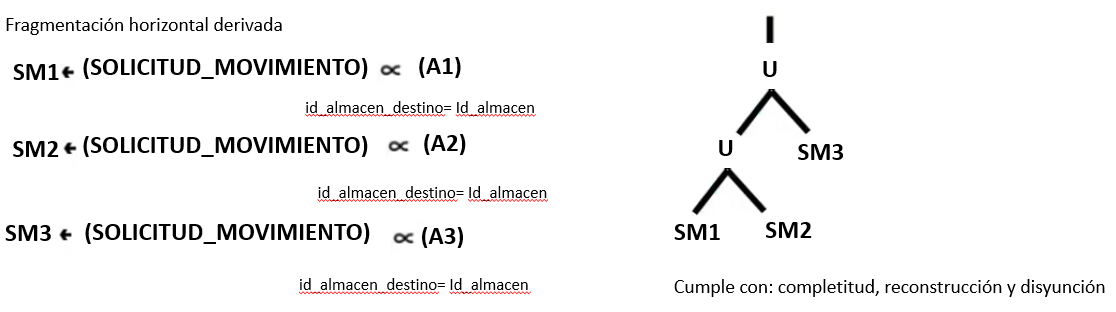 Fragmentación horizontal derivada
SM1← (SOLICITUD_MOVIMIENTO) ∝ (A1)
id_almacen_destino= Id_almacen
SM2← (SOLICITUD_MOVIMIENTO) ∝ (A2)
id_almacen_destino= Id_almacen
SM3 ← (SOLICITUD_MOVIMIENTO) ∝ (A3)
id_almacen_destino= Id_almacen
U
U
SM3
SM1
SM2
Cumple con: completitud, reconstrucción y disyunción